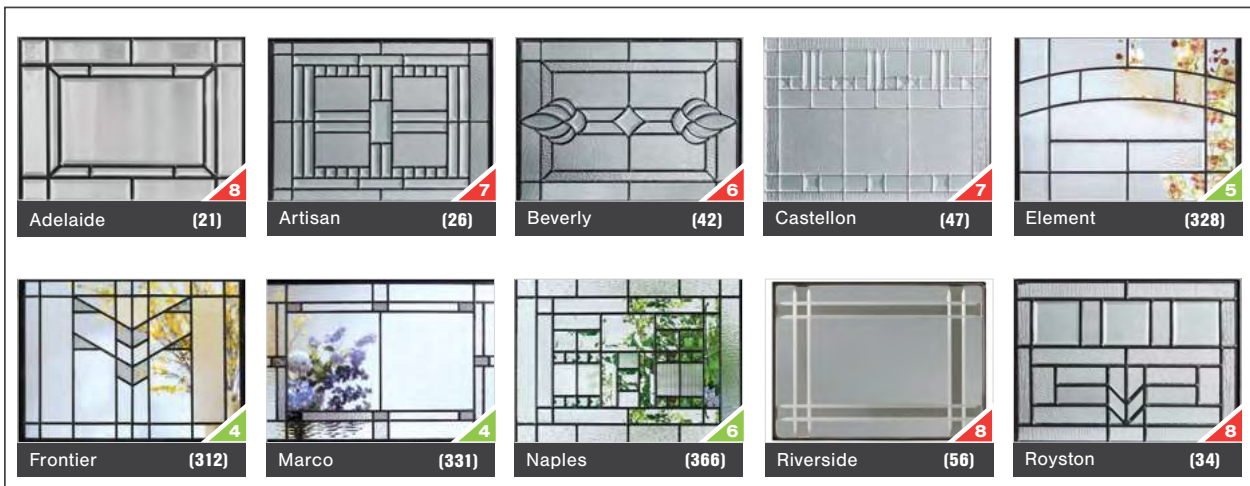 8
Adelaide (21)
7
Artisan (26)
6
Beverly (42)
7
Castellon (47)
5
Element (328)
4
Frontier (312)
4
Marco (331)
6
Naples (366)
8
Riverside (56)
8
Royston (34)